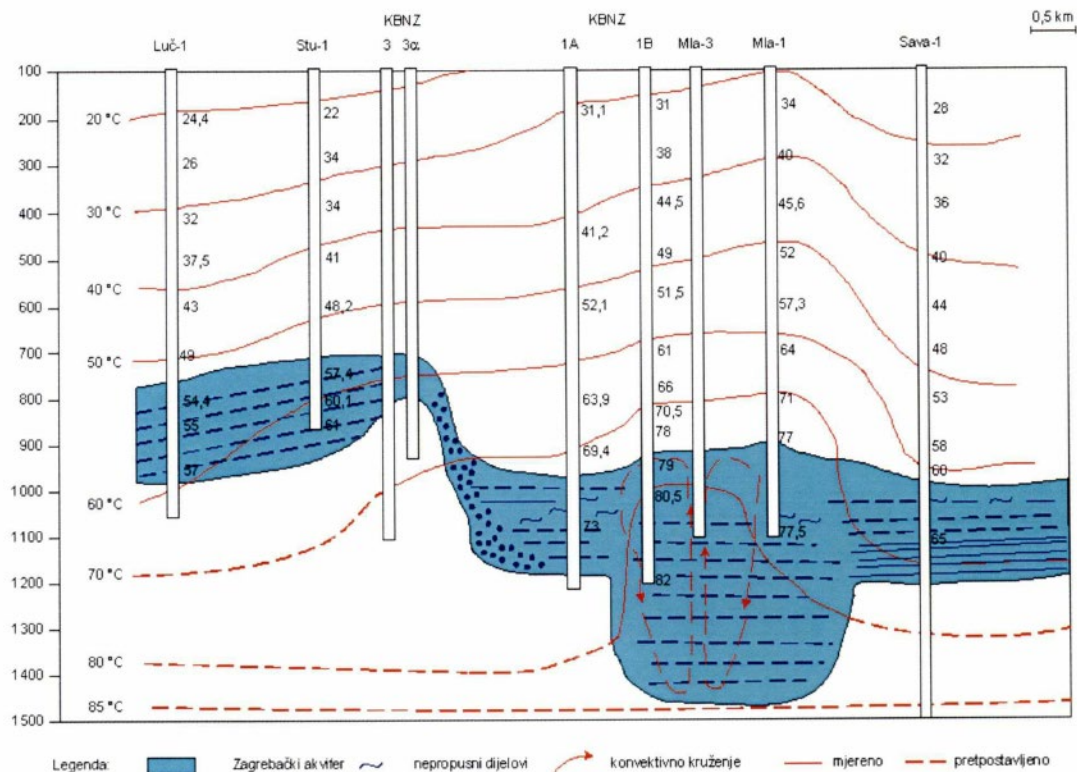 KBNZ KBNZ 0,5 km
Luč-1 Stu-1 3 3α 1A 1B Mla-3 Mla-1 Sava-1
100
20 °C 24,4 22 31,1 31 34 28
200
26 34 38 40 32
300
30 °C 32 34 41,2 44,5 45,6 36
400
37,5 41 49 52 40
500
40 °C 43 48,2 52,1 51,5 57,3 44
600
50 °C 49 61 64 48
700
57,4
54,4 60,1 63,9 66 71 53
800
55 61 70,5
69,4 78 77 58
900
57 79 60
1000
60 °C 80,5
73 77,5 65
1100
70 °C 82
1200
1300
80 °C
1400
85 °C
1500
Legenda: Zagrebački akvifer nepropusni dijelovi konvektivno kruženje mjereno pretpostavljeno